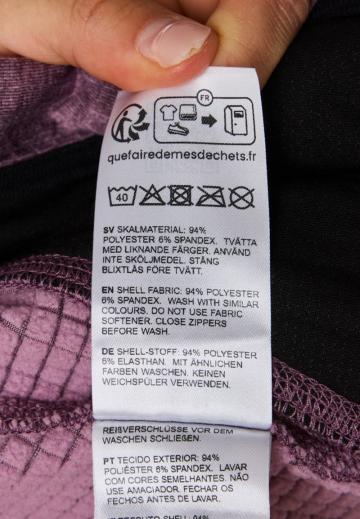 FR
quefairedemesdechets.fr
40
SV SKALMATERIAL: 94%
POLYESTER 6% SPANDEX. TVÄTTA
MED LIKNANDE FÄRGER. ANVÄND
INTE SKÖLJMEDEL. STÄNG
BLIXTLÅS FÖRE TVÄTT.
EN SHELL FABRIC: 94% POLYESTER
6% SPANDEX. WASH WITH SIMILAR
COLOURS. DO NOT USE FABRIC
SOFTENER. CLOSE ZIPPERS
BEFORE WASH.
DE SHELL-STOFF: 94% POLYESTER
6% ELASTHAN. MIT ÄHNLICHEN
FARBEN WASCHEN. KEINEN
WEICHSPÜLER VERWENDEN.
REIßVERSCHLÜSSE VOR DEM
WASCHEN SCHLIEßEN.
PT TECIDO EXTERIOR: 94%
POLIÉSTER 6% SPANDEX. LAVAR
COM CORES SEMELHANTES. NÃO
USE AMACIADOR. FECHAR OS
FECHOS ANTES DE LAVAR.
94%